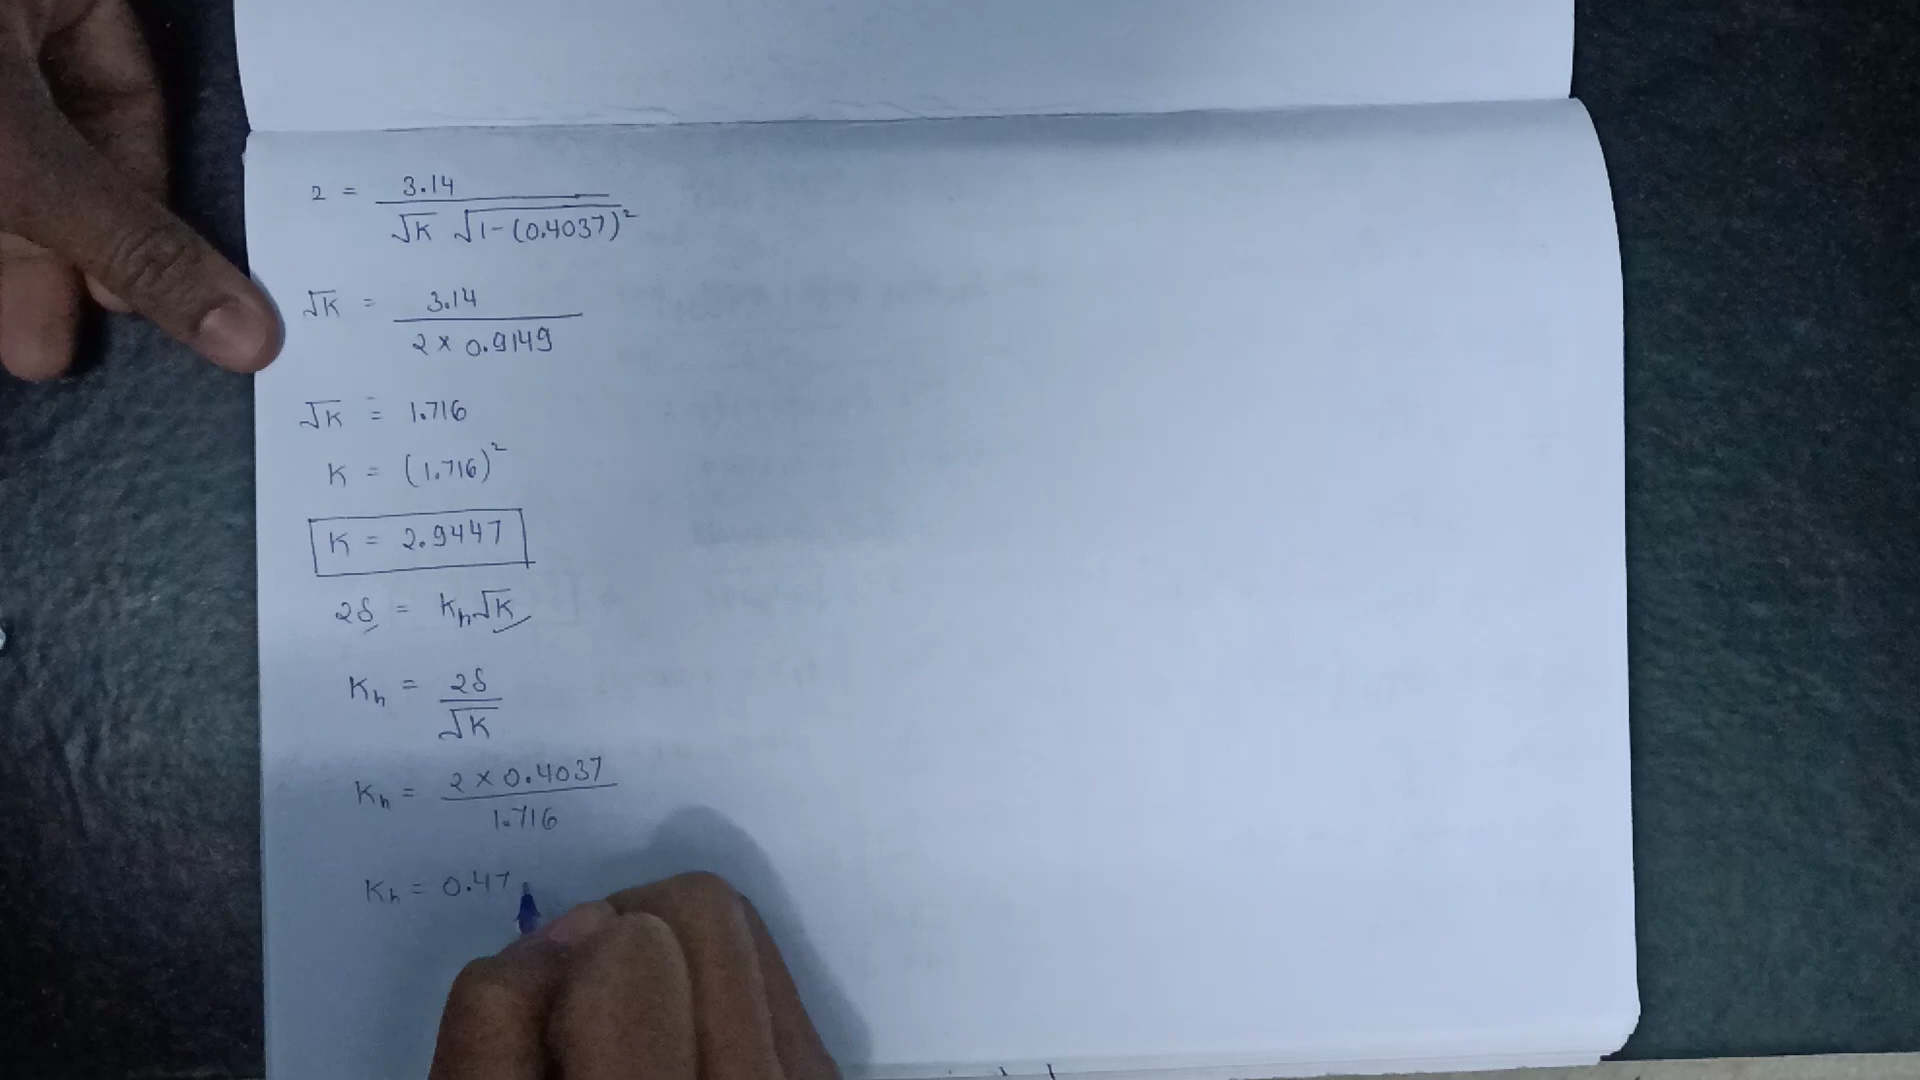 2 = 3.14 / √K √1-(0.4037)²
√K = 3.14 / 2 × 0.9149
√K = 1.716
K = (1.716)²
K = 2.9447
2δ = Kh√K
Kh = 2δ / √K
Kh = 2 × 0.4037 / 1.716
Kh = 0.47